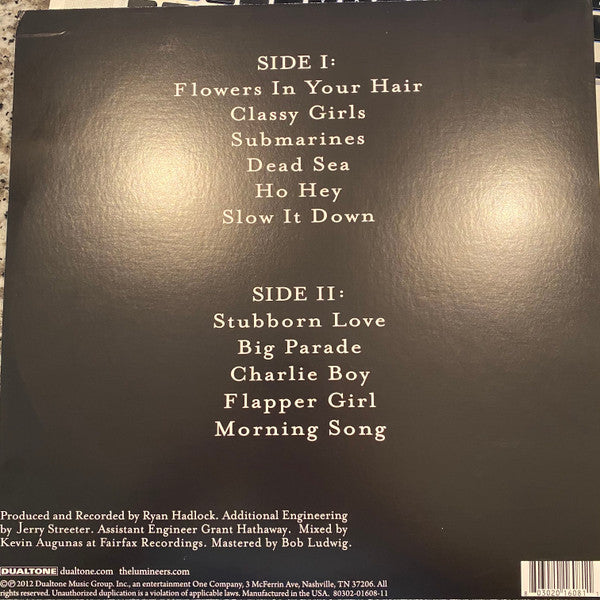 SIDE I:
Flowers In Your Hair
Classy Girls
Submarines
Dead Sea
Ho Hey
Slow It Down
SIDE II:
Stubborn Love
Big Parade
Charlie Boy
Flapper Girl
Morning Song
Produced and Recorded by Ryan Hadlock. Additional Engineering
by Jerry Streeter. Assistant Engineer Grant Hathaway. Mixed by
Kevin Augunas at Fairfax Recordings. Mastered by Bob Ludwig.
DUALTONE dualtone.com thelumineers.com
©℗ 2012 Dualtone Music Group. Inc., an entertainment One Company, 3 McFerrin Ave, Nashville, TN 37206. All
rights reserved. Unauthorized duplication is a violation of applicable laws. Manufactured in the USA. 80302-01608-11
8 03020 16081 1